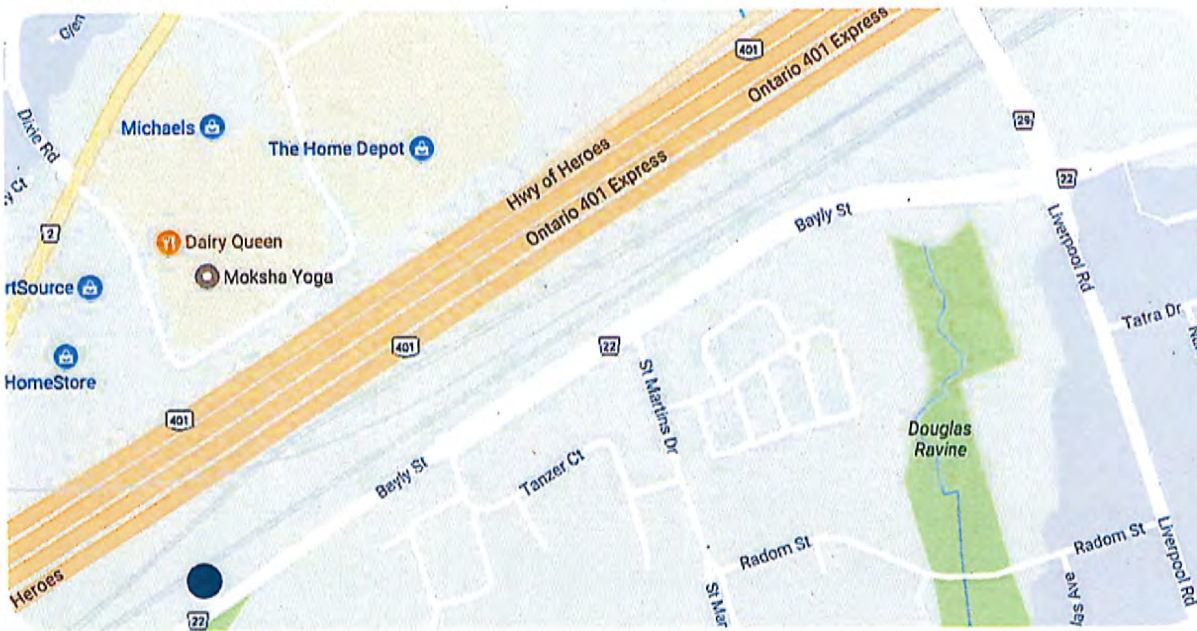 Glen
401
Ontario 401 Express
Dixie Rd
Michaels
The Home Depot
29
Hwy of Heroes
Ontario 401 Express
22
Bayly St
Liverpool Rd
2
Dairy Queen
Moksha Yoga
rtSource
Tatra Dr
HomeStore
401
22
St Martins Dr
401
Douglas
Ravine
Bayly St
Tanzer Ct
Radom St
Radom St
Liverpool Rd
Heroes
22
St Mar